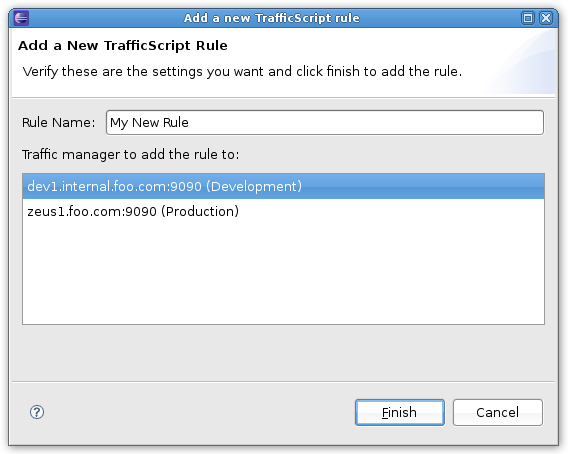 Add a new TrafficScript rule
Add a New TrafficScript Rule
Verify these are the settings you want and click finish to add the rule.
Rule Name: My New Rule
Traffic manager to add the rule to:
dev1.internal.foo.com:9090 (Development)
zeus1.foo.com:9090 (Production)
? Finish Cancel